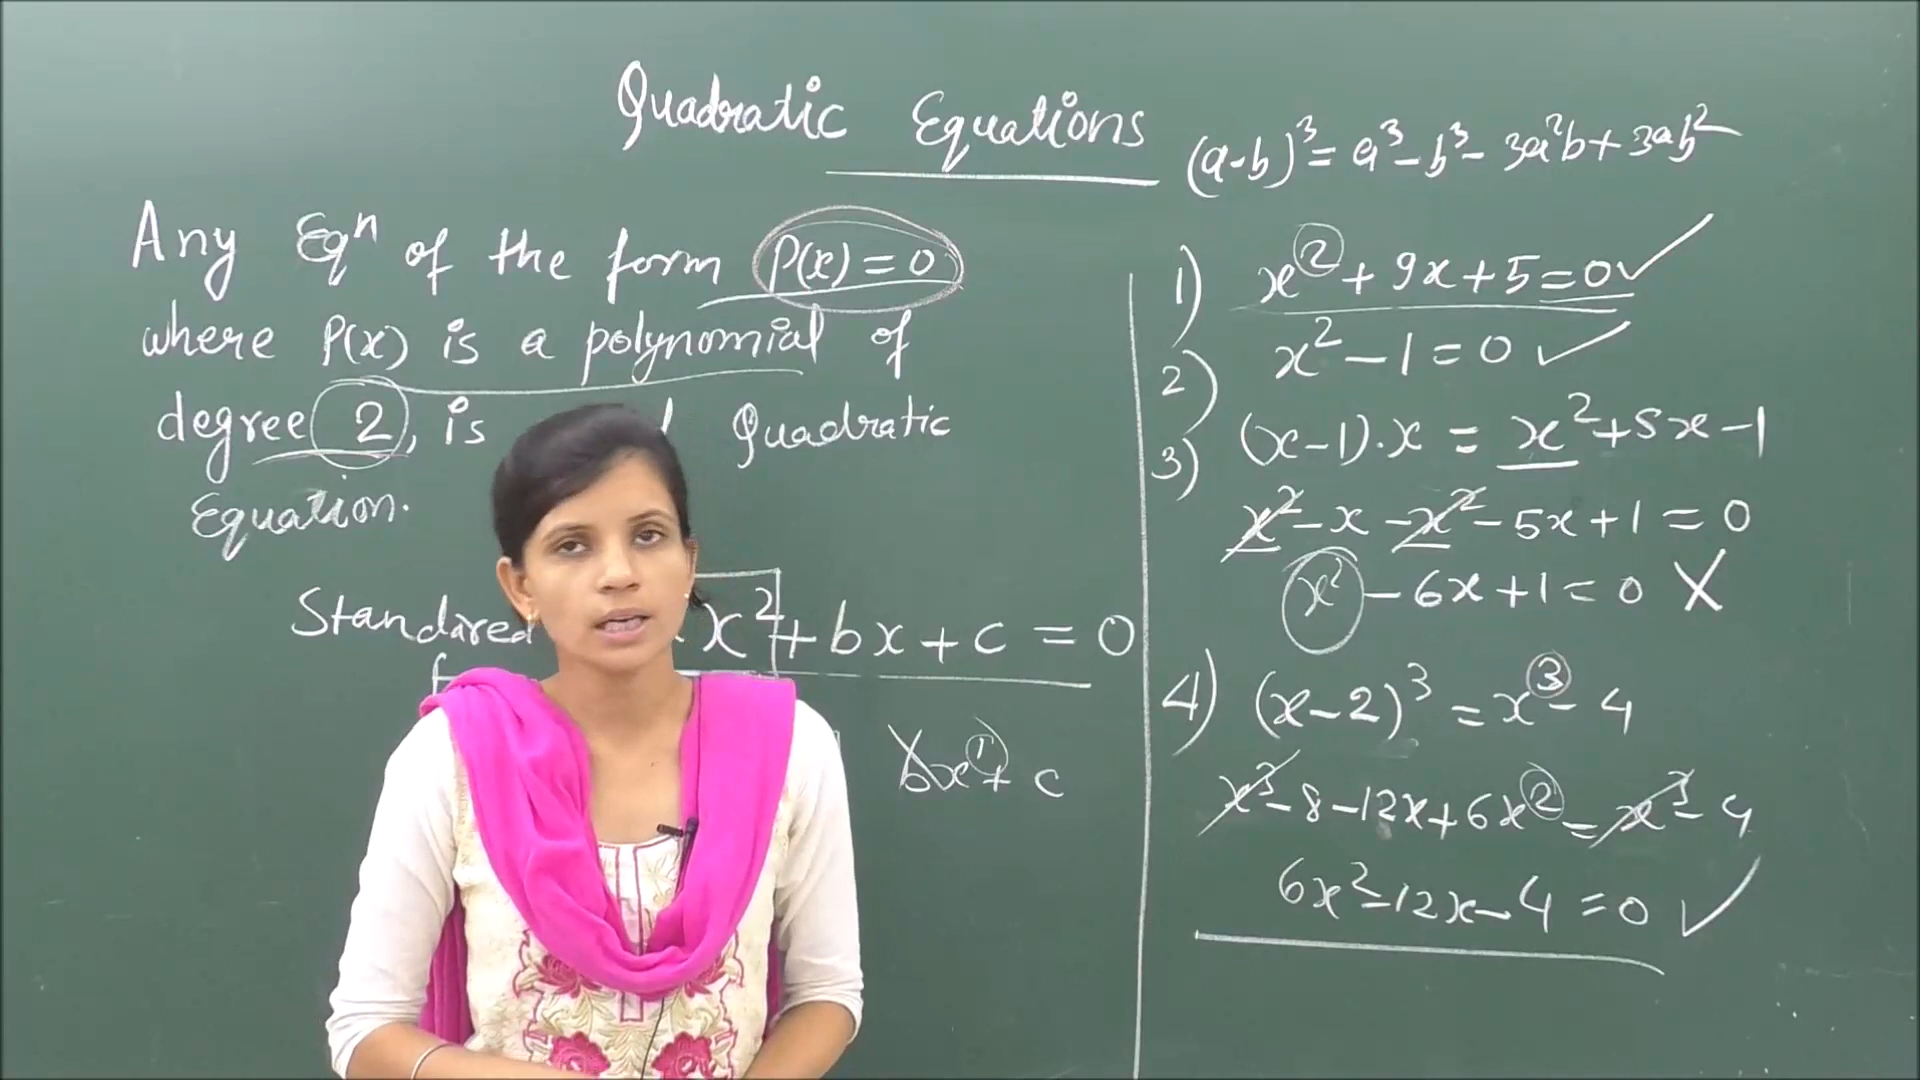 Quadratic Equations
Any Eqⁿ of the form P(x) = 0
where P(x) is a polynomial of
degree 2, is Quadratic
Equation.
Standard x² + bx + c = 0
bx¹ + c
(a-b)³ = a³ - b³ - 3a²b + 3ab²
1) x² + 9x + 5 = 0 ✓
2) x² - 1 = 0 ✓
3) (x-1).x = x² + 5x - 1
x² - x - x² - 5x + 1 = 0
x² - 6x + 1 = 0 X
4) (x-2)³ = x³ - 4
x³ - 8 - 12x + 6x² = x³ - 4
6x² - 12x - 4 = 0 ✓